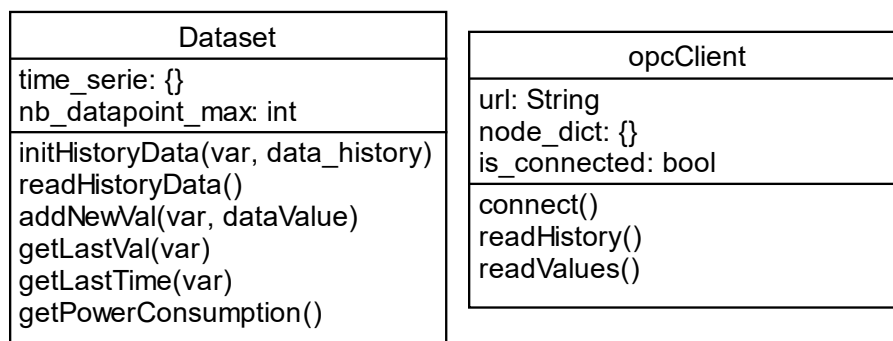 Dataset
time_serie: {}
nb_datapoint_max: int
initHistoryData(var, data_history)
readHistoryData()
addNewVal(var, dataValue)
getLastVal(var)
getLastTime(var)
getPowerConsumption()
opcClient
url: String
node_dict: {}
is_connected: bool
connect()
readHistory()
readValues()